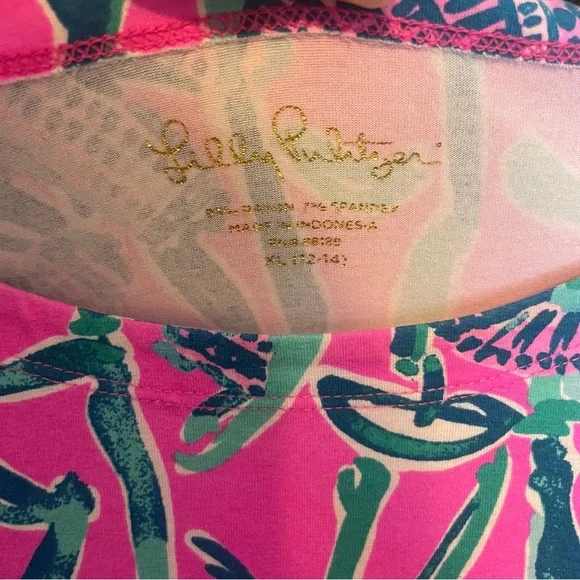 Lilly Pulitzer
RAYON 7% SPANDEX
MADE IN INDONESIA
XL (12-14)